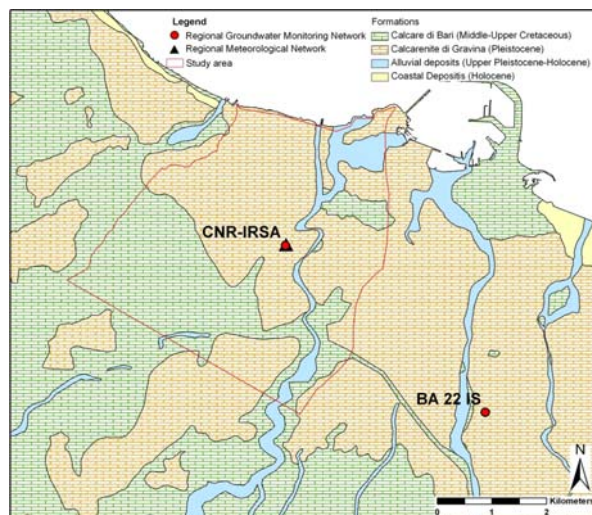 Legend
Regional Groundwater Monitoring Network
Regional Meteorological Network
Study area
Formations
Calcare di Bari (Middle-Upper Cretaceous)
Calcarenite di Gravina (Pleistocene)
Alluvial deposits (Upper Pleistocene-Holocene)
Coastal Depositis (Holocene)
CNR-IRSA
BA 22 IS
N
Kilometers
0 0.5 1 2